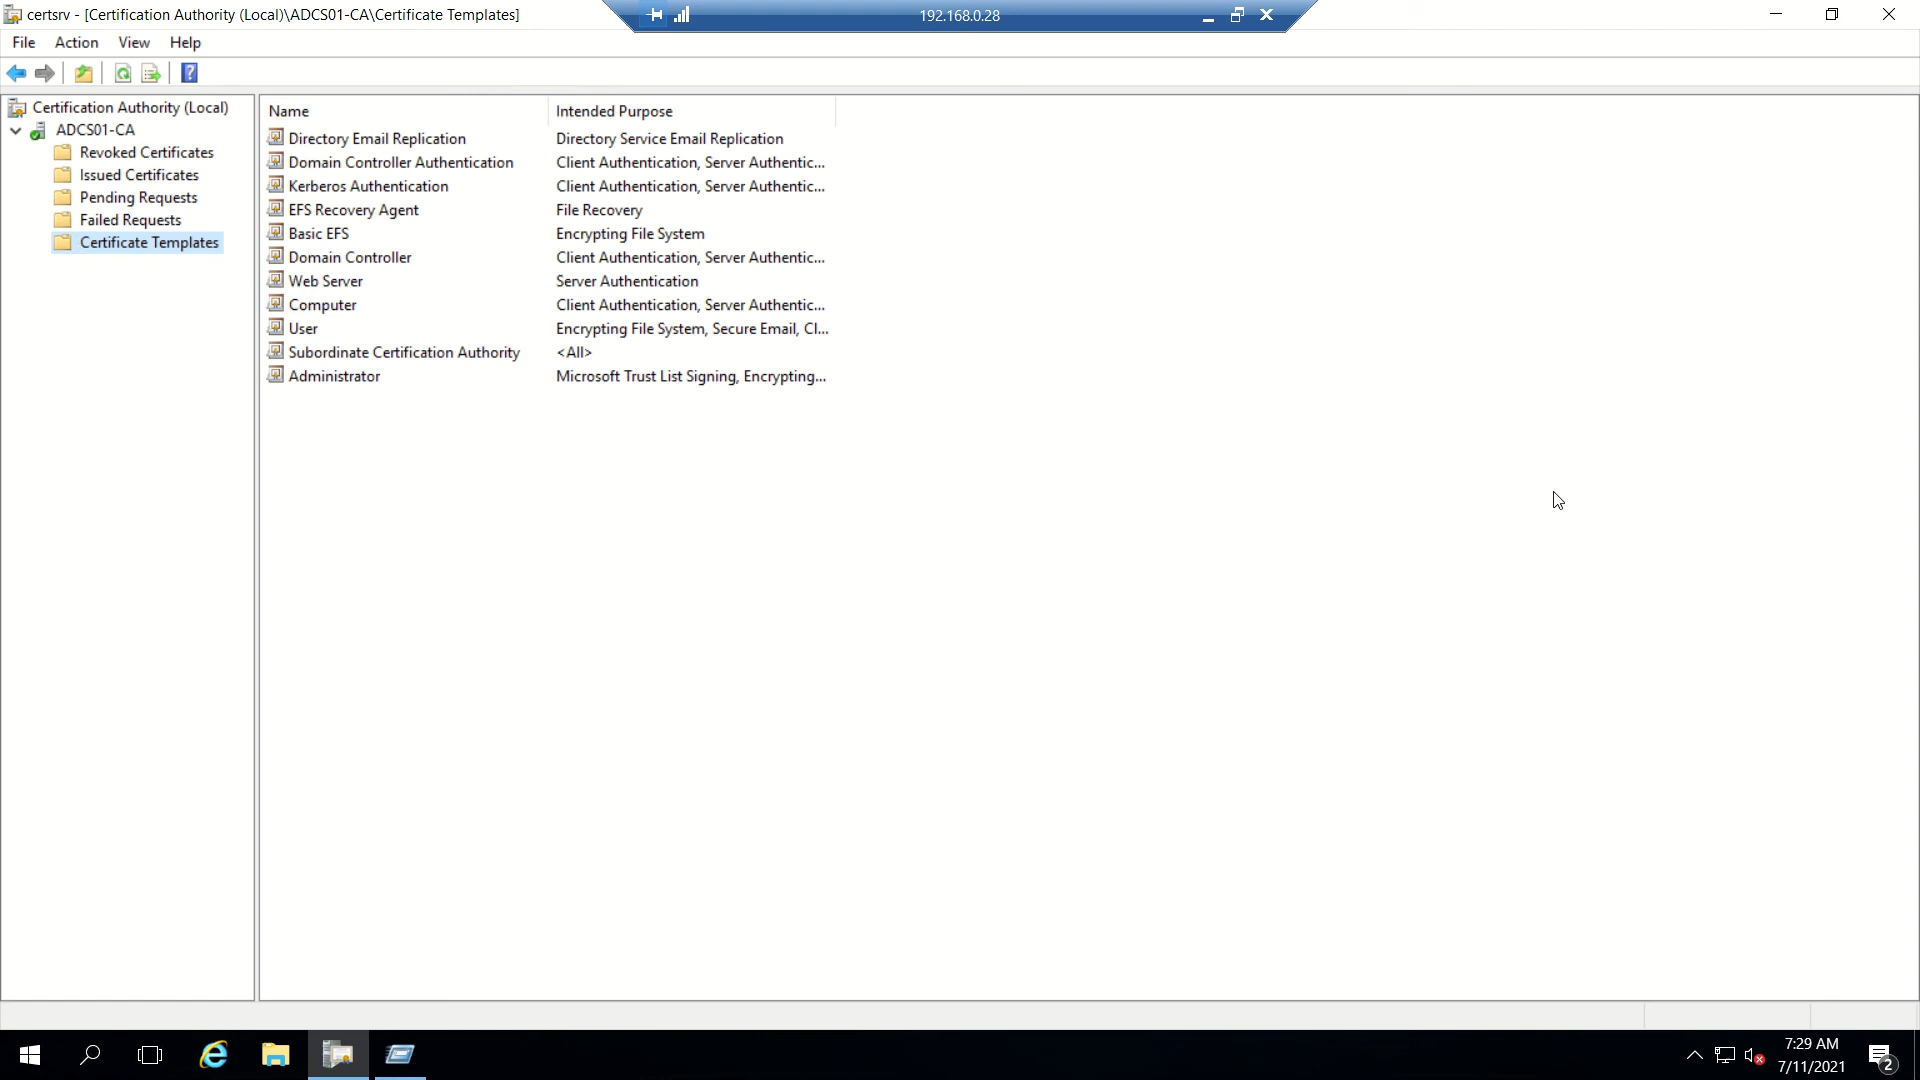 certsrv - [Certification Authority (Local)\ADCS01-CA\Certificate Templates]
192.168.0.28
File Action View Help
Certification Authority (Local)
ADCS01-CA
Revoked Certificates
Issued Certificates
Pending Requests
Failed Requests
Certificate Templates
Name Intended Purpose
Directory Email Replication Directory Service Email Replication
Domain Controller Authentication Client Authentication, Server Authentic...
Kerberos Authentication Client Authentication, Server Authentic...
EFS Recovery Agent File Recovery
Basic EFS Encrypting File System
Domain Controller Client Authentication, Server Authentic...
Web Server Server Authentication
Computer Client Authentication, Server Authentic...
User Encrypting File System, Secure Email, Cl...
Subordinate Certification Authority <All>
Administrator Microsoft Trust List Signing, Encrypting...
7:29 AM
7/11/2021
2